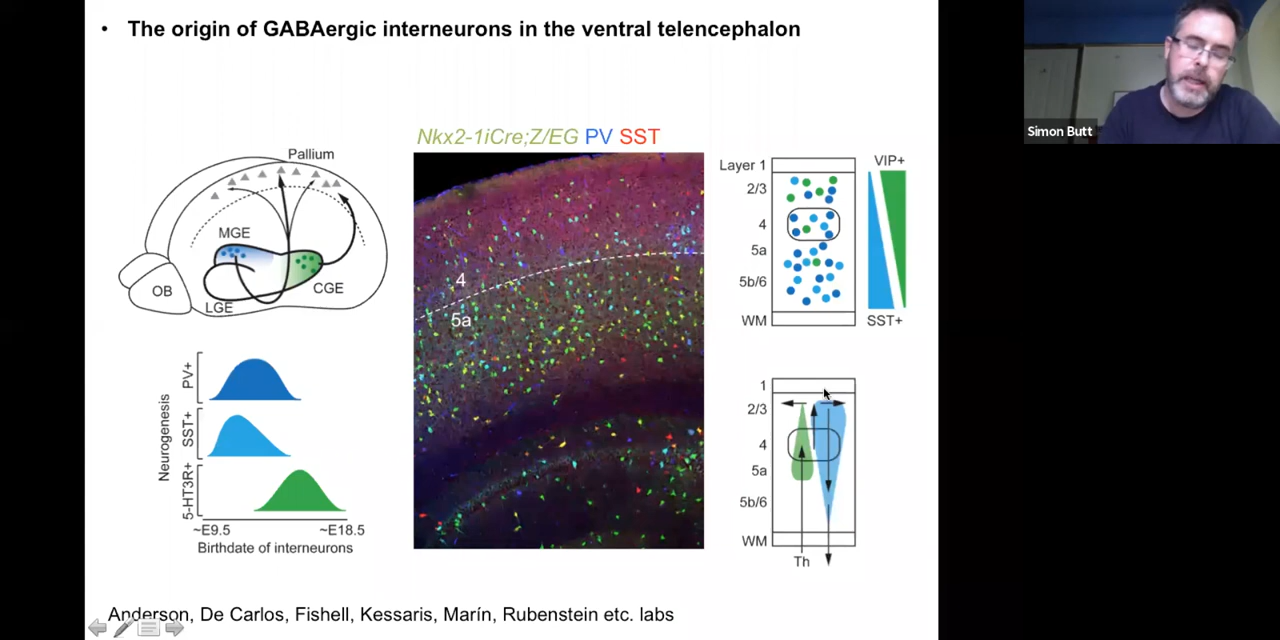 • The origin of GABAergic interneurons in the ventral telencephalon
Simon Butt
Nkx2-1iCre;Z/EG PV SST
Pallium
MGE
OB
LGE
CGE
4
5a
Layer 1
2/3
4
5a
5b/6
WM
VIP+
SST+
Neurogenesis
PV+
SST+
5-HT3R+
~E9.5
~E18.5
Birthdate of interneurons
1
2/3
4
5a
5b/6
WM
Th
Anderson, De Carlos, Fishell, Kessaris, Marín, Rubenstein etc. labs